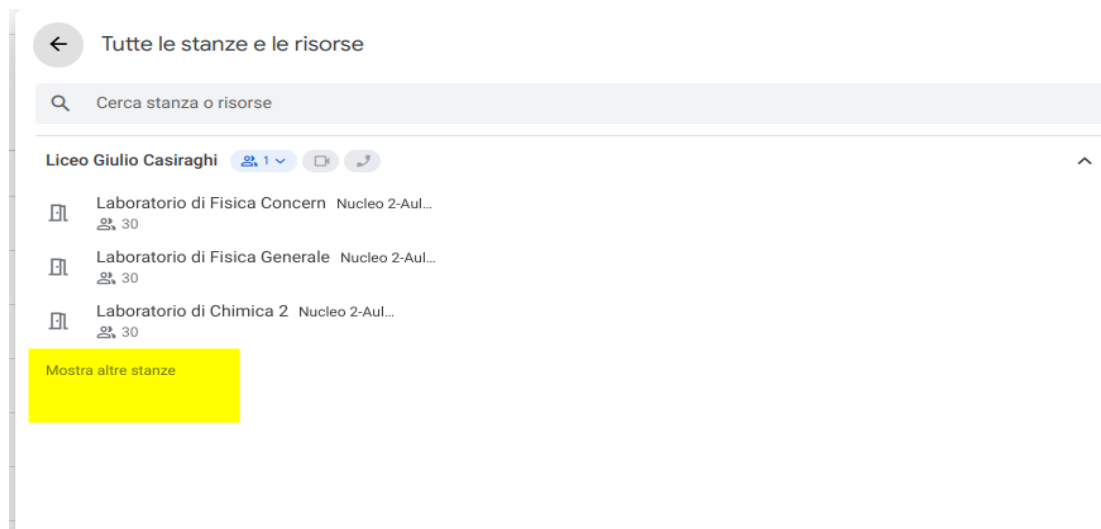 Tutte le stanze e le risorse
Cerca stanza o risorse
Liceo Giulio Casiraghi 1
Laboratorio di Fisica Concern Nucleo 2-Aul...
30
Laboratorio di Fisica Generale Nucleo 2-Aul...
30
Laboratorio di Chimica 2 Nucleo 2-Aul...
30
Mostra altre stanze